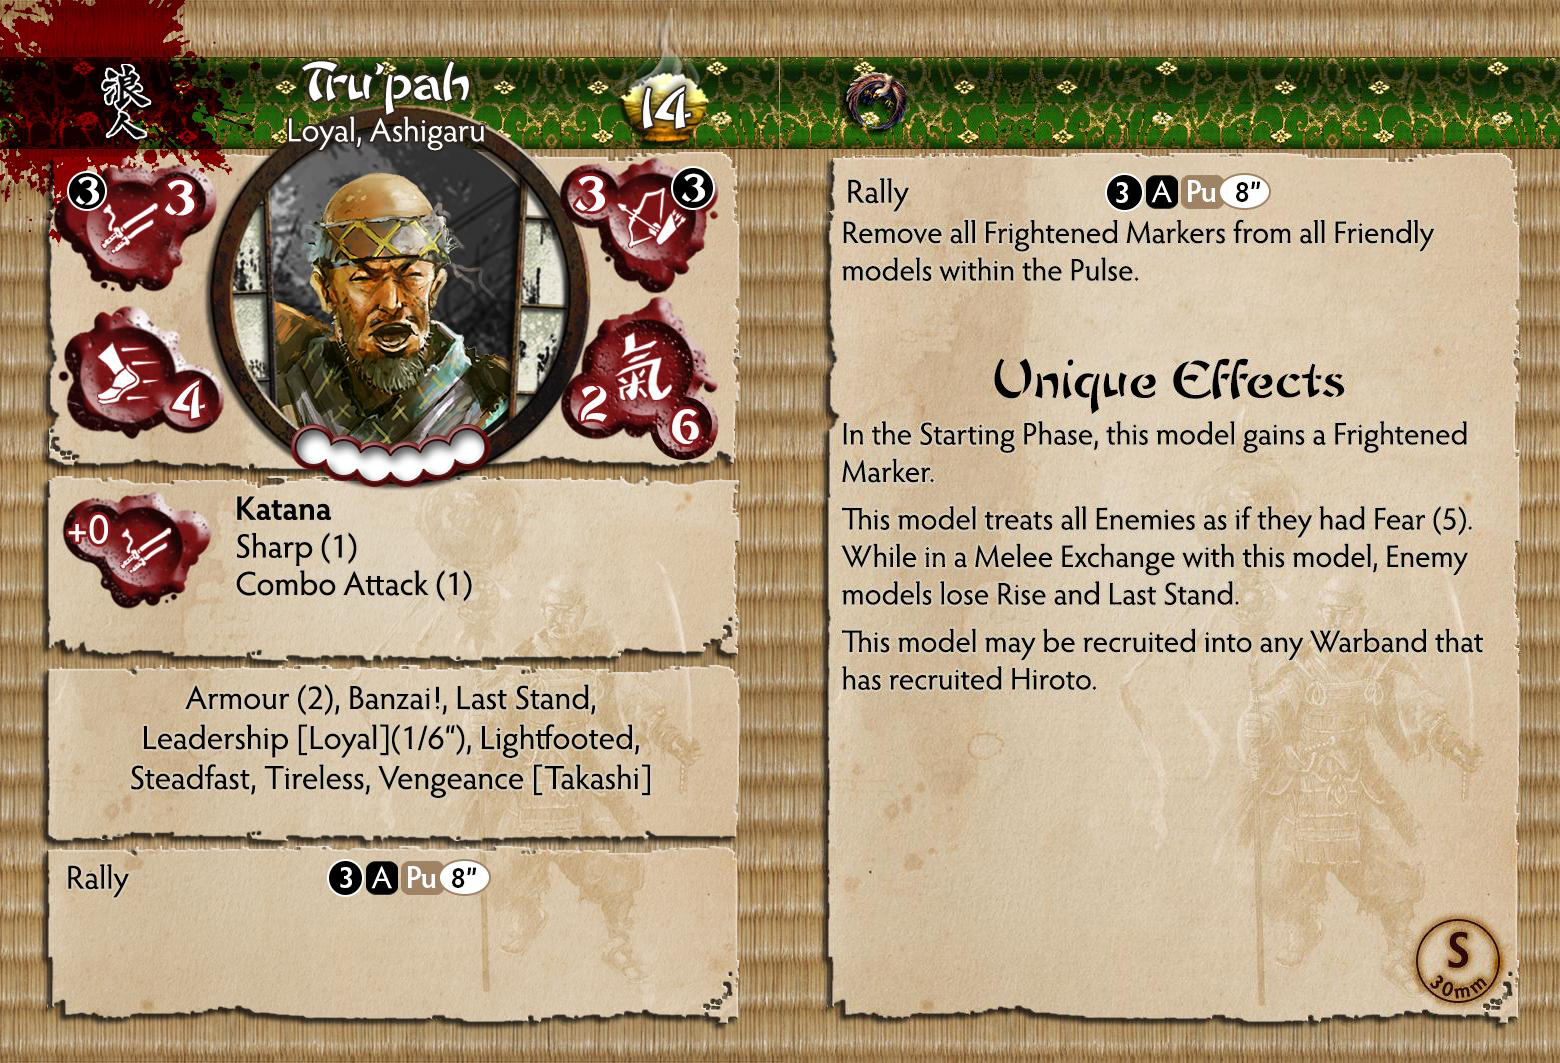 浪人
Tru'pah
Loyal, Ashigaru
14
3 3
3 3
4
氣
2 6
+0
Katana
Sharp (1)
Combo Attack (1)
Armour (2), Banzai!, Last Stand,
Leadership [Loyal](1/6"), Lightfooted,
Steadfast, Tireless, Vengeance [Takashi]
Rally 3 A Pu 8"
Rally 3 A Pu 8"
Remove all Frightened Markers from all Friendly
models within the Pulse.
Unique Effects
In the Starting Phase, this model gains a Frightened
Marker.
This model treats all Enemies as if they had Fear (5).
While in a Melee Exchange with this model, Enemy
models lose Rise and Last Stand.
This model may be recruited into any Warband that
has recruited Hiroto.
S
30mm